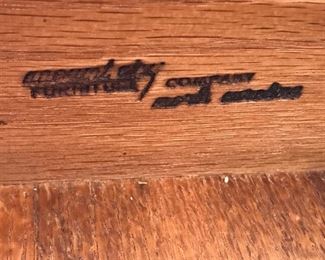 mount airy
FURNITURE COMPANY
north carolina